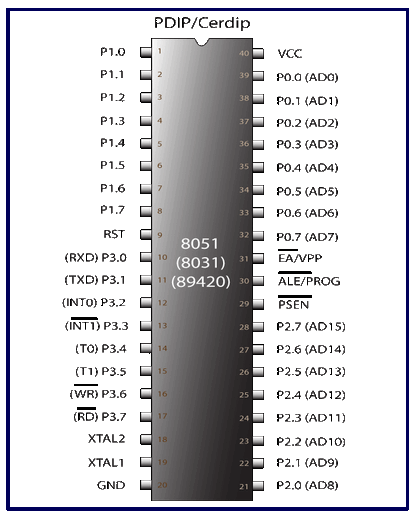 PDIP/Cerdip
P1.0 1 40 VCC
P1.1 2 39 P0.0 (AD0)
P1.2 3 38 P0.1 (AD1)
P1.3 4 37 P0.2 (AD2)
P1.4 5 36 P0.3 (AD3)
P1.5 6 35 P0.4 (AD4)
P1.6 7 34 P0.5 (AD5)
P1.7 8 33 P0.6 (AD6)
RST 9 32 P0.7 (AD7)
8051
(RXD) P3.0 10 (8031) 31 EA/VPP
(TXD) P3.1 11 (89420) 30 ALE/PROG
(INT0) P3.2 12 29 PSEN
(INT1) P3.3 13 28 P2.7 (AD15)
(T0) P3.4 14 27 P2.6 (AD14)
(T1) P3.5 15 26 P2.5 (AD13)
(WR) P3.6 16 25 P2.4 (AD12)
(RD) P3.7 17 24 P2.3 (AD11)
XTAL2 18 23 P2.2 (AD10)
XTAL1 19 22 P2.1 (AD9)
GND 20 21 P2.0 (AD8)